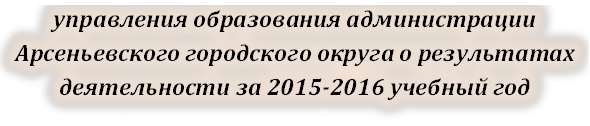 управления образования администрации
Арсеньевского городского округа о результатах
деятельности за 2015-2016 учебный год